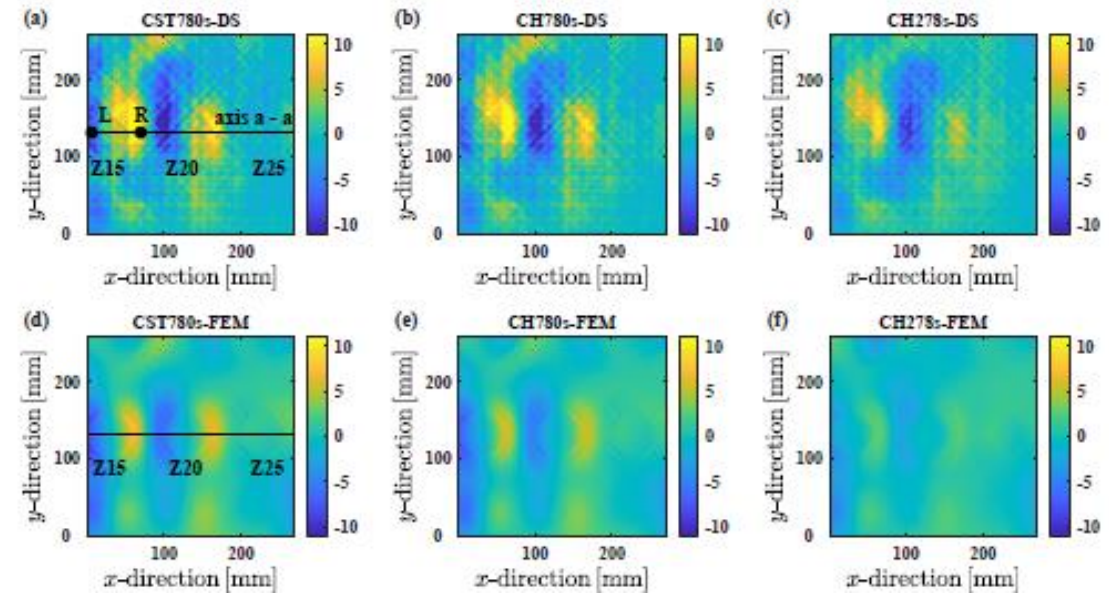 (a) CST780s-DS
y-direction [mm]
200
100
0
L R axis a - a
Z15 Z20 Z25
100 200
x-direction [mm]
10
5
0
-5
-10
(b) CH780s-DS
y-direction [mm]
200
100
0
100 200
x-direction [mm]
10
5
0
-5
-10
(c) CH278s-DS
y-direction [mm]
200
100
0
100 200
x-direction [mm]
10
5
0
-5
-10
(d) CST780s-FEM
y-direction [mm]
200
100
0
Z15 Z20 Z25
100 200
x-direction [mm]
10
5
0
-5
-10
(e) CH780s-FEM
y-direction [mm]
200
100
0
100 200
x-direction [mm]
10
5
0
-5
-10
(f) CH278s-FEM
y-direction [mm]
200
100
0
100 200
x-direction [mm]
10
5
0
-5
-10